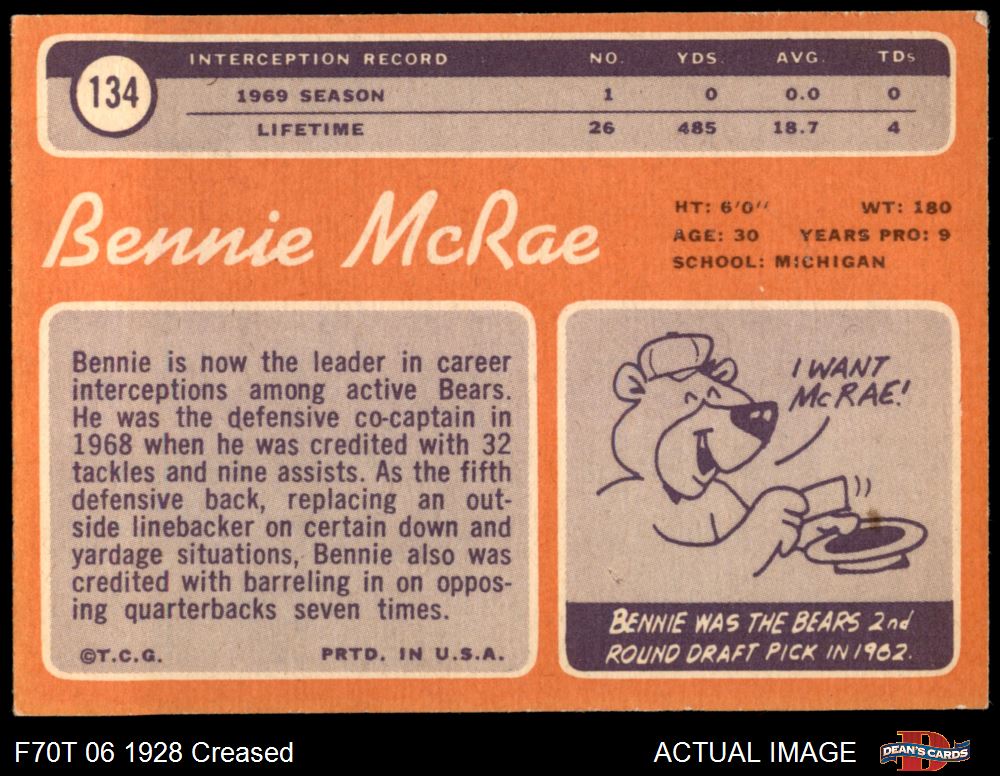 134
INTERCEPTION RECORD NO. YDS. AVG. TDs
1969 SEASON 1 0 0.0 0
LIFETIME 26 485 18.7 4
Bennie McRae
HT: 6'0" WT: 180
AGE: 30 YEARS PRO: 9
SCHOOL: MICHIGAN
Bennie is now the leader in career
interceptions among active Bears.
He was the defensive co-captain in
1968 when he was credited with 32
tackles and nine assists. As the fifth
defensive back, replacing an out-
side linebacker on certain down and
yardage situations, Bennie also was
credited with barreling in on oppos-
ing quarterbacks seven times.
©T.C.G. PRTD. IN U.S.A.
I WANT
McRAE!
BENNIE WAS THE BEARS 2nd
ROUND DRAFT PICK IN 1962.
F70T 06 1928 Creased
ACTUAL IMAGE
D
DEAN'S CARDS